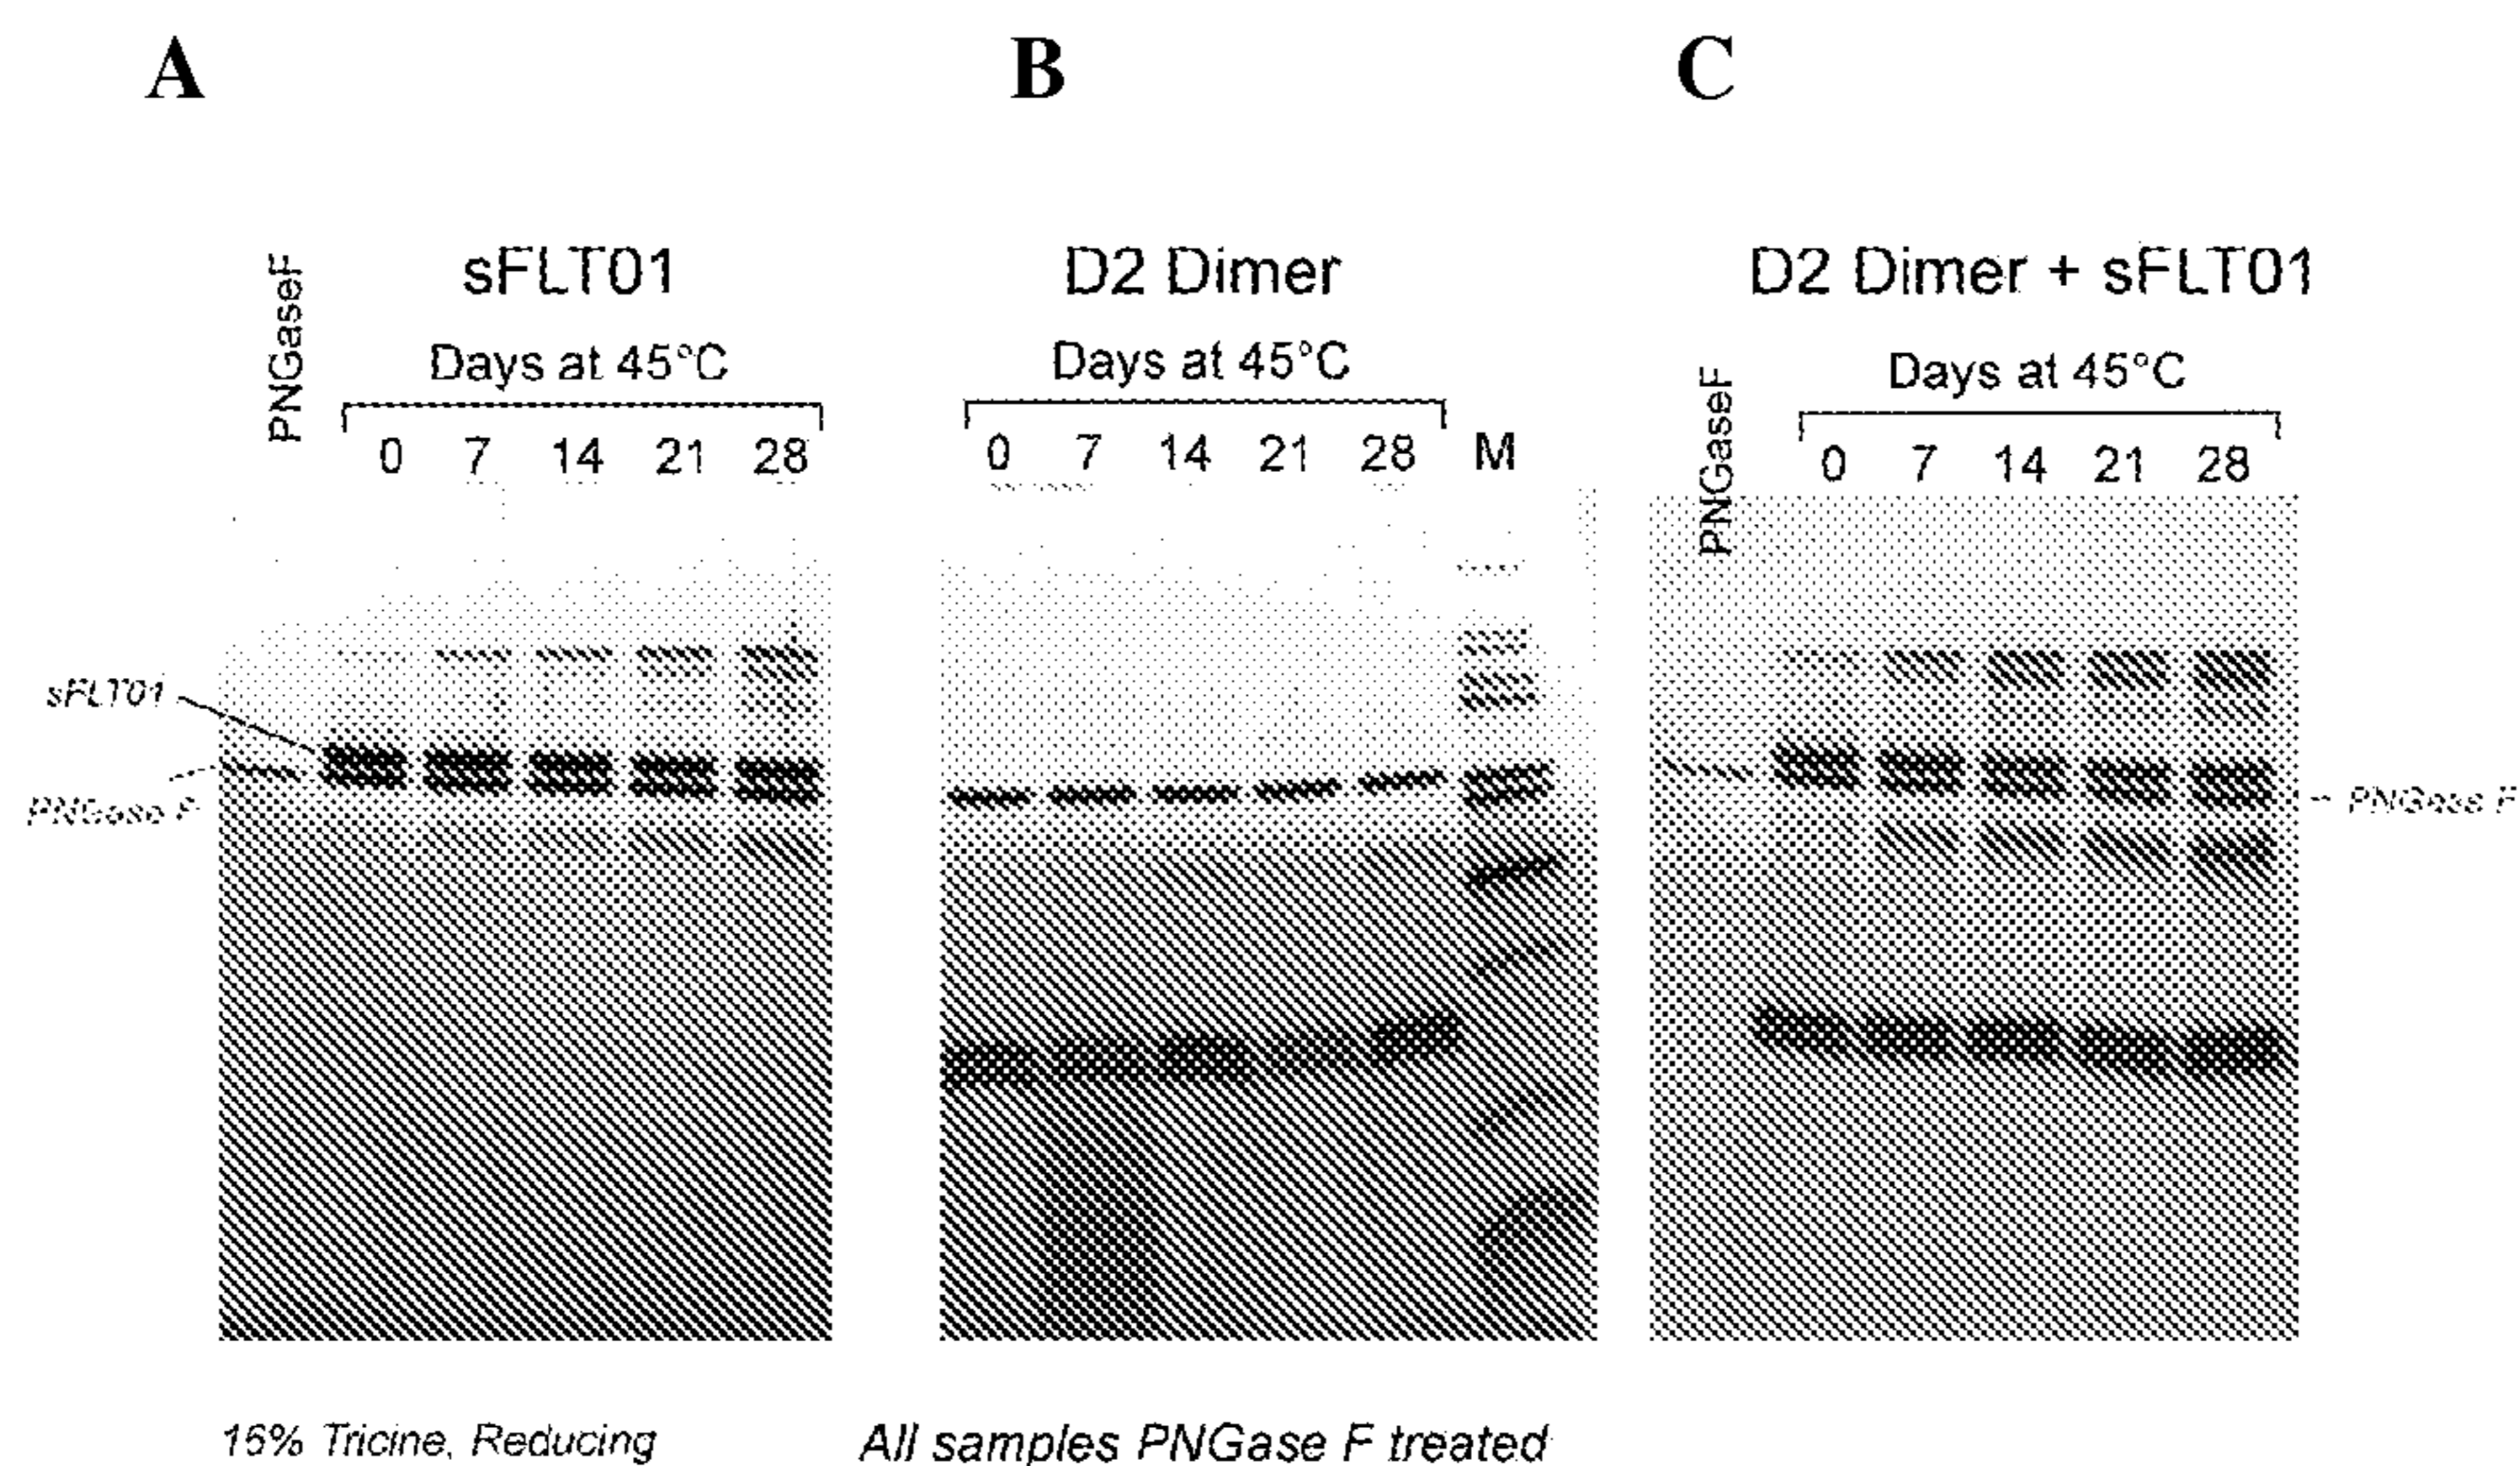 A
B
C
PNGaseF
sFLT01
Days at 45°C
0 7 14 21 28
D2 Dimer
Days at 45°C
0 7 14 21 28 M
D2 Dimer + sFLT01
PNGaseF
Days at 45°C
0 7 14 21 28
sFLT01
PNGase F
PNGase F
16% Tricine, Reducing
All samples PNGase F treated